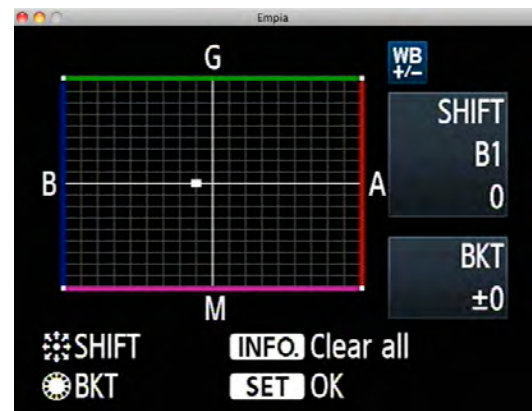 Empia
G
WB
+/−
SHIFT
B1
0
B
A
BKT
±0
M
SHIFT
INFO. Clear all
BKT
SET OK